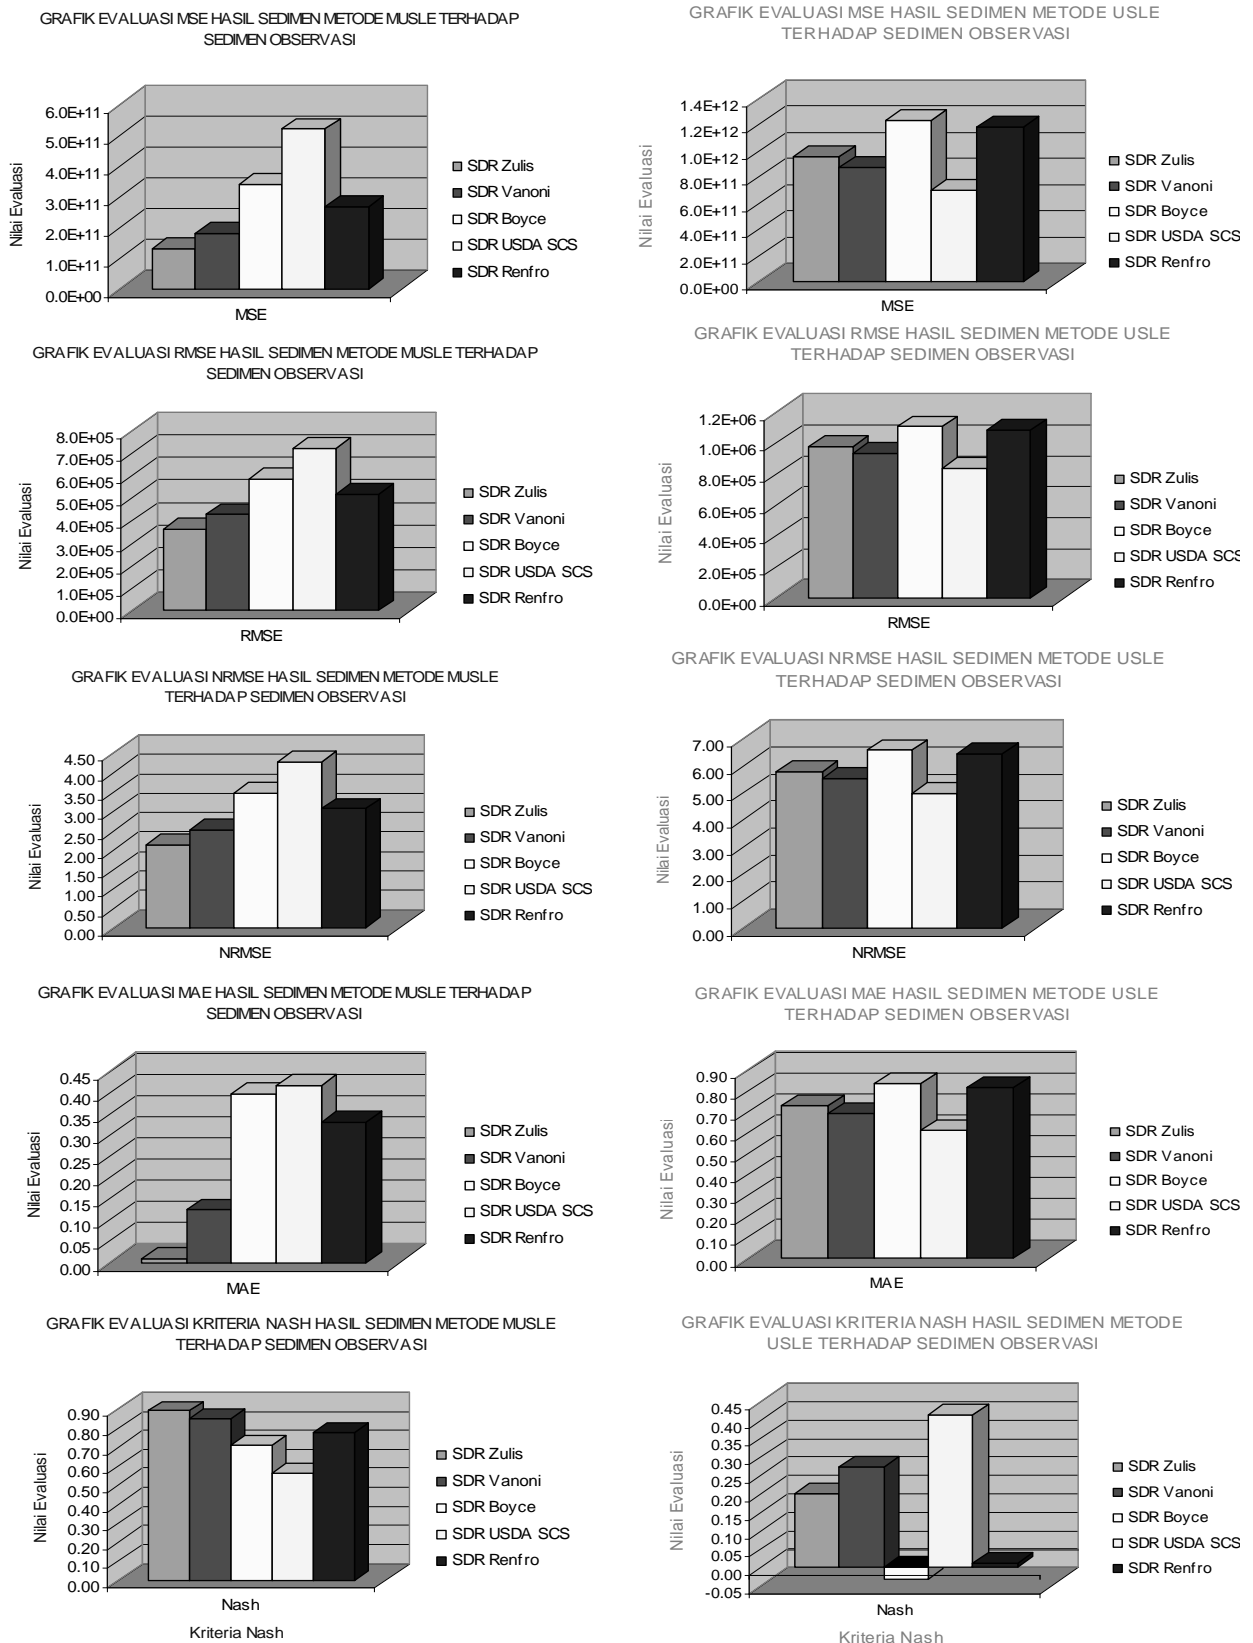 GRAFIK EVALUASI MSE HASIL SEDIMEN METODE MUSLE TERHADAP
SEDIMEN OBSERVASI
6.0E+11
5.0E+11
4.0E+11
3.0E+11
2.0E+11
1.0E+11
0.0E+00
Nilai Evaluasi
MSE
SDR Zulis
SDR Vanoni
SDR Boyce
SDR USDA SCS
SDR Renfro
GRAFIK EVALUASI MSE HASIL SEDIMEN METODE USLE
TERHADAP SEDIMEN OBSERVASI
1.4E+12
1.2E+12
1.0E+12
8.0E+11
6.0E+11
4.0E+11
2.0E+11
0.0E+00
Nilai Evaluasi
MSE
SDR Zulis
SDR Vanoni
SDR Boyce
SDR USDA SCS
SDR Renfro
GRAFIK EVALUASI RMSE HASIL SEDIMEN METODE MUSLE TERHADAP
SEDIMEN OBSERVASI
8.0E+05
7.0E+05
6.0E+05
5.0E+05
4.0E+05
3.0E+05
2.0E+05
1.0E+05
0.0E+00
Nilai Evaluasi
RMSE
SDR Zulis
SDR Vanoni
SDR Boyce
SDR USDA SCS
SDR Renfro
GRAFIK EVALUASI RMSE HASIL SEDIMEN METODE USLE
TERHADAP SEDIMEN OBSERVASI
1.2E+06
1.0E+06
8.0E+05
6.0E+05
4.0E+05
2.0E+05
0.0E+00
Nilai Evaluasi
RMSE
SDR Zulis
SDR Vanoni
SDR Boyce
SDR USDA SCS
SDR Renfro
GRAFIK EVALUASI NRMSE HASIL SEDIMEN METODE MUSLE
TERHADAP SEDIMEN OBSERVASI
4.50
4.00
3.50
3.00
2.50
2.00
1.50
1.00
0.50
0.00
Nilai Evaluasi
NRMSE
SDR Zulis
SDR Vanoni
SDR Boyce
SDR USDA SCS
SDR Renfro
GRAFIK EVALUASI NRMSE HASIL SEDIMEN METODE USLE
TERHADAP SEDIMEN OBSERVASI
7.00
6.00
5.00
4.00
3.00
2.00
1.00
0.00
Nilai Evaluasi
NRMSE
SDR Zulis
SDR Vanoni
SDR Boyce
SDR USDA SCS
SDR Renfro
GRAFIK EVALUASI MAE HASIL SEDIMEN METODE MUSLE TERHADAP
SEDIMEN OBSERVASI
0.45
0.40
0.35
0.30
0.25
0.20
0.15
0.10
0.05
0.00
Nilai Evaluasi
MAE
SDR Zulis
SDR Vanoni
SDR Boyce
SDR USDA SCS
SDR Renfro
GRAFIK EVALUASI MAE HASIL SEDIMEN METODE USLE
TERHADAP SEDIMEN OBSERVASI
0.90
0.80
0.70
0.60
0.50
0.40
0.30
0.20
0.10
0.00
Nilai Evaluasi
MAE
SDR Zulis
SDR Vanoni
SDR Boyce
SDR USDA SCS
SDR Renfro
GRAFIK EVALUASI KRITERIA NASH HASIL SEDIMEN METODE MUSLE
TERHADAP SEDIMEN OBSERVASI
0.90
0.80
0.70
0.60
0.50
0.40
0.30
0.20
0.10
0.00
Nilai Evaluasi
Nash
Kriteria Nash
SDR Zulis
SDR Vanoni
SDR Boyce
SDR USDA SCS
SDR Renfro
GRAFIK EVALUASI KRITERIA NASH HASIL SEDIMEN METODE
USLE TERHADAP SEDIMEN OBSERVASI
0.45
0.40
0.35
0.30
0.25
0.20
0.15
0.10
0.05
0.00
-0.05
Nilai Evaluasi
Nash
Kriteria Nash
SDR Zulis
SDR Vanoni
SDR Boyce
SDR USDA SCS
SDR Renfro